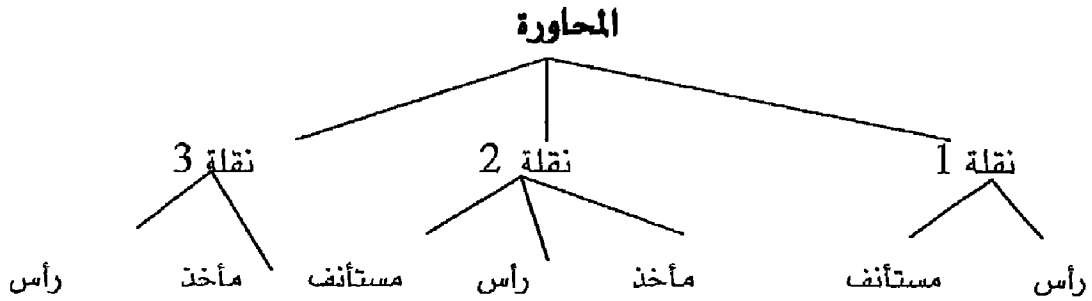 المحاورة
نقلة 1 نقلة 2 نقلة 3
رأس مستأنف مأخذ رأس مستأنف مأخذ رأس